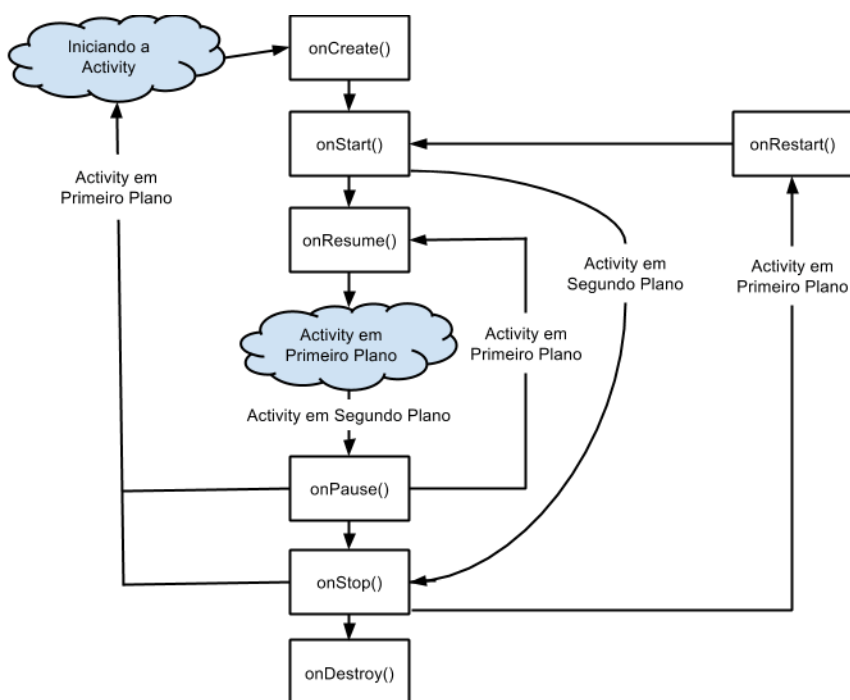 Iniciando a
Activity
onCreate()
onStart()
onRestart()
Activity em
Primeiro Plano
onResume()
Activity em
Segundo Plano
Activity em
Primeiro Plano
Activity em
Primeiro Plano
Activity em
Primeiro Plano
Activity em Segundo Plano
onPause()
onStop()
onDestroy()